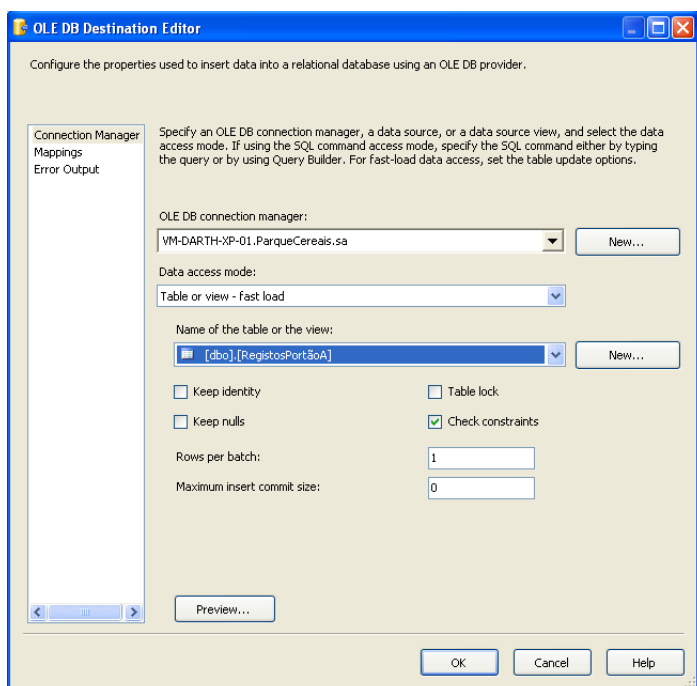 OLE DB Destination Editor
Configure the properties used to insert data into a relational database using an OLE DB provider.
Connection Manager
Mappings
Error Output
Specify an OLE DB connection manager, a data source, or a data source view, and select the data
access mode. If using the SQL command access mode, specify the SQL command either by typing
the query or by using Query Builder. For fast-load data access, set the table update options.
OLE DB connection manager:
VM-DARTH-XP-01.ParqueCereais.sa
New...
Data access mode:
Table or view - fast load
Name of the table or the view:
[dbo].[RegistosPortãoA]
New...
Keep identity
Table lock
Keep nulls
Check constraints
Rows per batch:
1
Maximum insert commit size:
0
Preview...
OK
Cancel
Help